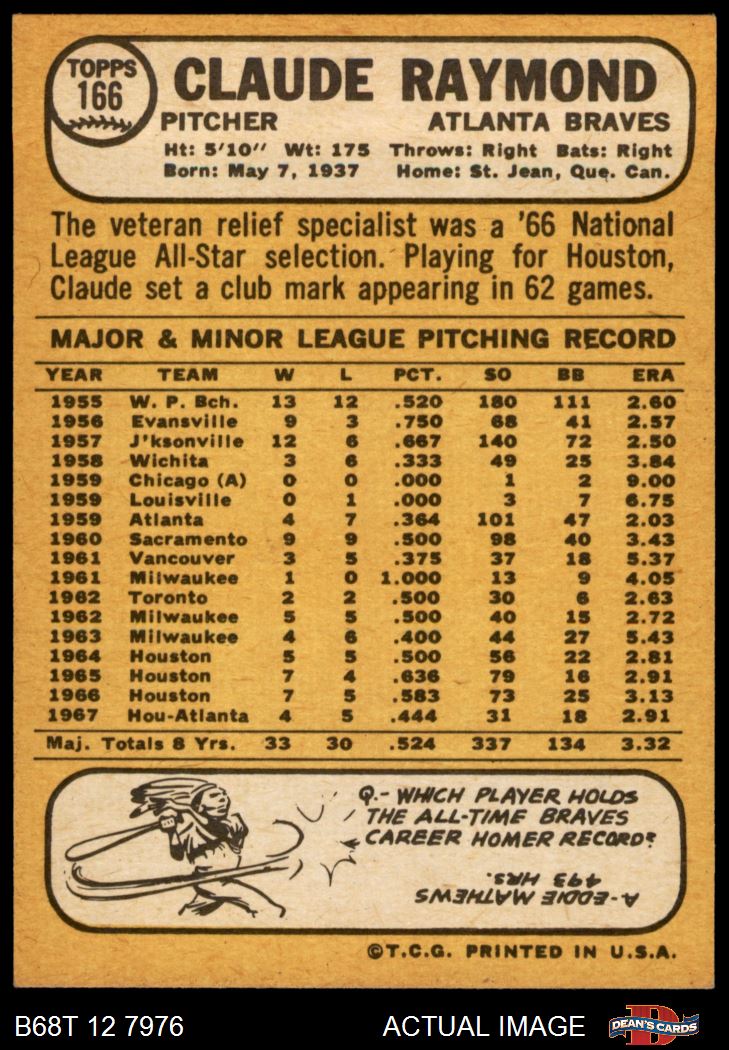 TOPPS
166
CLAUDE RAYMOND
PITCHER ATLANTA BRAVES
Ht: 5'10" Wt: 175 Throws: Right Bats: Right
Born: May 7, 1937 Home: St. Jean, Que. Can.
The veteran relief specialist was a '66 National
League All-Star selection. Playing for Houston,
Claude set a club mark appearing in 62 games.
MAJOR & MINOR LEAGUE PITCHING RECORD
YEAR TEAM W L PCT. SO BB ERA
1955 W. P. Bch. 13 12 .520 180 111 2.60
1956 Evansville 9 3 .750 68 41 2.57
1957 J'ksonville 12 6 .667 140 72 2.50
1958 Wichita 3 6 .333 49 25 3.84
1959 Chicago (A) 0 0 .000 1 2 9.00
1959 Louisville 0 1 .000 3 7 6.75
1959 Atlanta 4 7 .364 101 47 2.03
1960 Sacramento 9 9 .500 98 40 3.43
1961 Vancouver 3 5 .375 37 18 5.37
1961 Milwaukee 1 0 1.000 13 9 4.05
1962 Toronto 2 2 .500 30 6 2.63
1962 Milwaukee 5 5 .500 40 15 2.72
1963 Milwaukee 4 6 .400 44 27 5.43
1964 Houston 5 5 .500 56 22 2.81
1965 Houston 7 4 .636 79 16 2.91
1966 Houston 7 5 .583 73 25 3.13
1967 Hou-Atlanta 4 5 .444 31 18 2.91
Maj. Totals 8 Yrs. 33 30 .524 337 134 3.32
Q.- WHICH PLAYER HOLDS
THE ALL-TIME BRAVES
CAREER HOMER RECORD?
A-EDDIE MATHEWS
493 HRS.
©T.C.G. PRINTED IN U.S.A.
B68T 12 7976 ACTUAL IMAGE DEAN'S CARDS